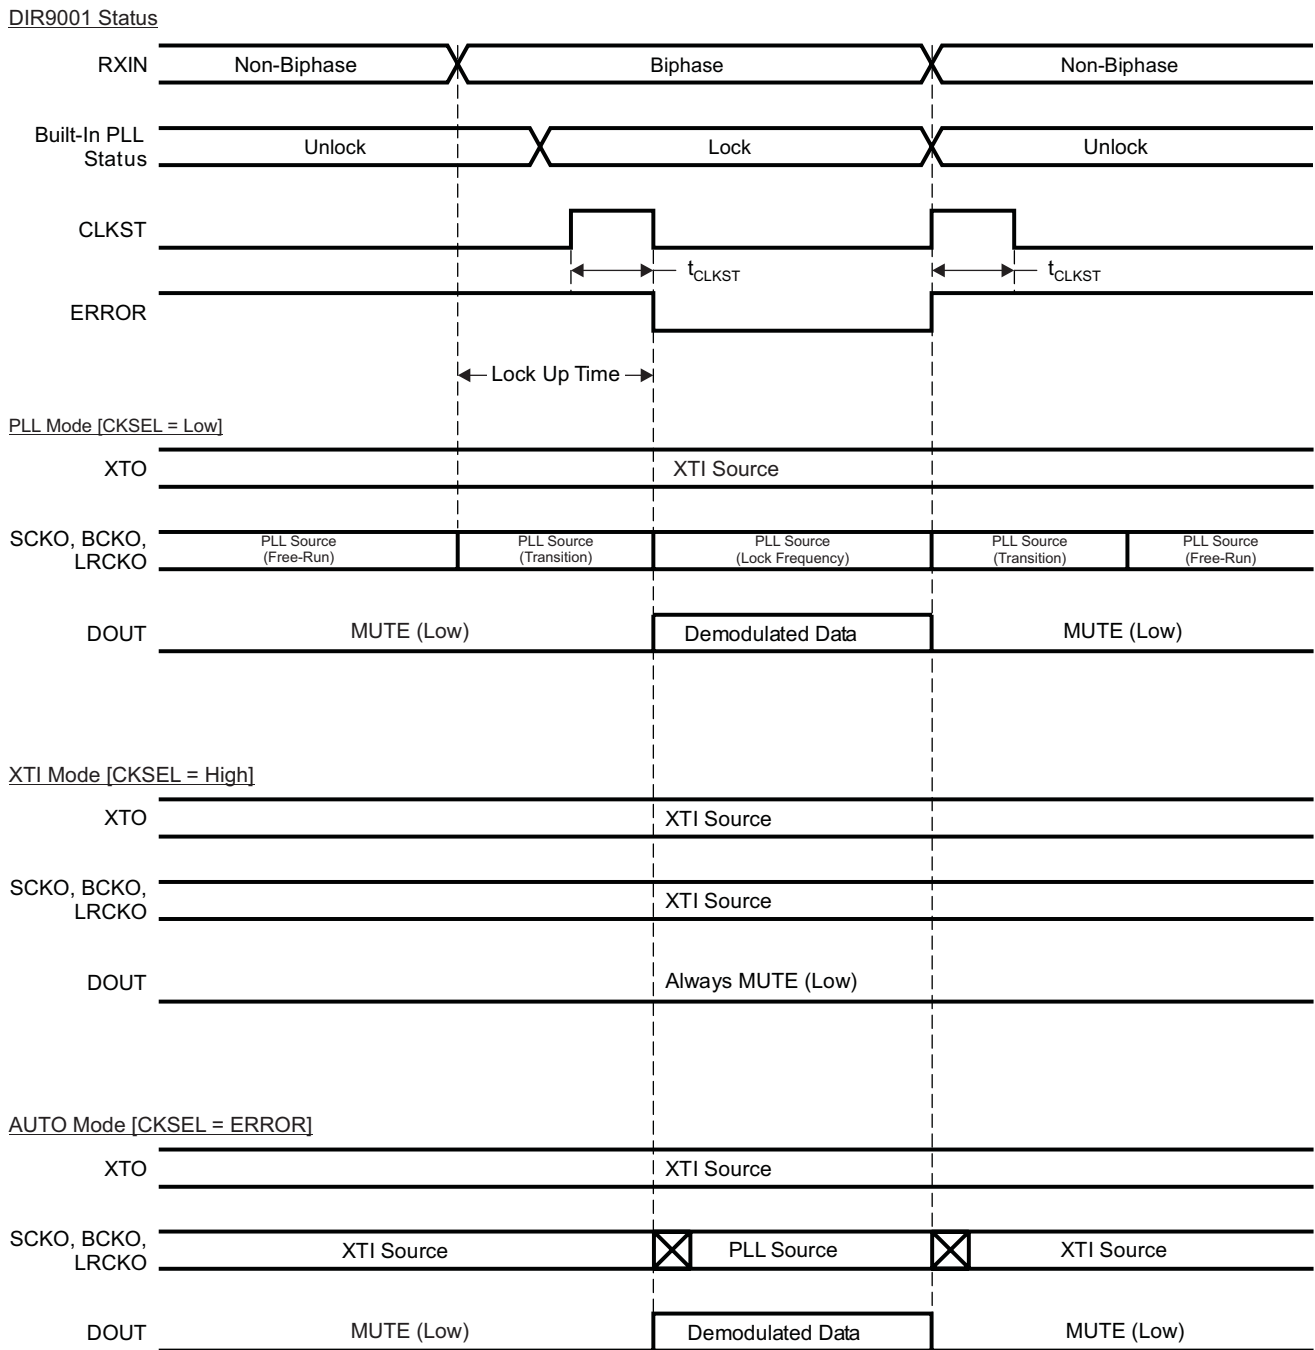 DIR9001 Status
RXIN
Non-Biphase
Biphase
Non-Biphase
Built-In PLL
Status
Unlock
Lock
Unlock
CLKST
tCLKST
tCLKST
ERROR
Lock Up Time
PLL Mode [CKSEL = Low]
XTO
XTI Source
SCKO, BCKO,
LRCKO
PLL Source
(Free-Run)
PLL Source
(Transition)
PLL Source
(Lock Frequency)
PLL Source
(Transition)
PLL Source
(Free-Run)
DOUT
MUTE (Low)
Demodulated Data
MUTE (Low)
XTI Mode [CKSEL = High]
XTO
XTI Source
SCKO, BCKO,
LRCKO
XTI Source
DOUT
Always MUTE (Low)
AUTO Mode [CKSEL = ERROR]
XTO
XTI Source
SCKO, BCKO,
LRCKO
XTI Source
PLL Source
XTI Source
DOUT
MUTE (Low)
Demodulated Data
MUTE (Low)